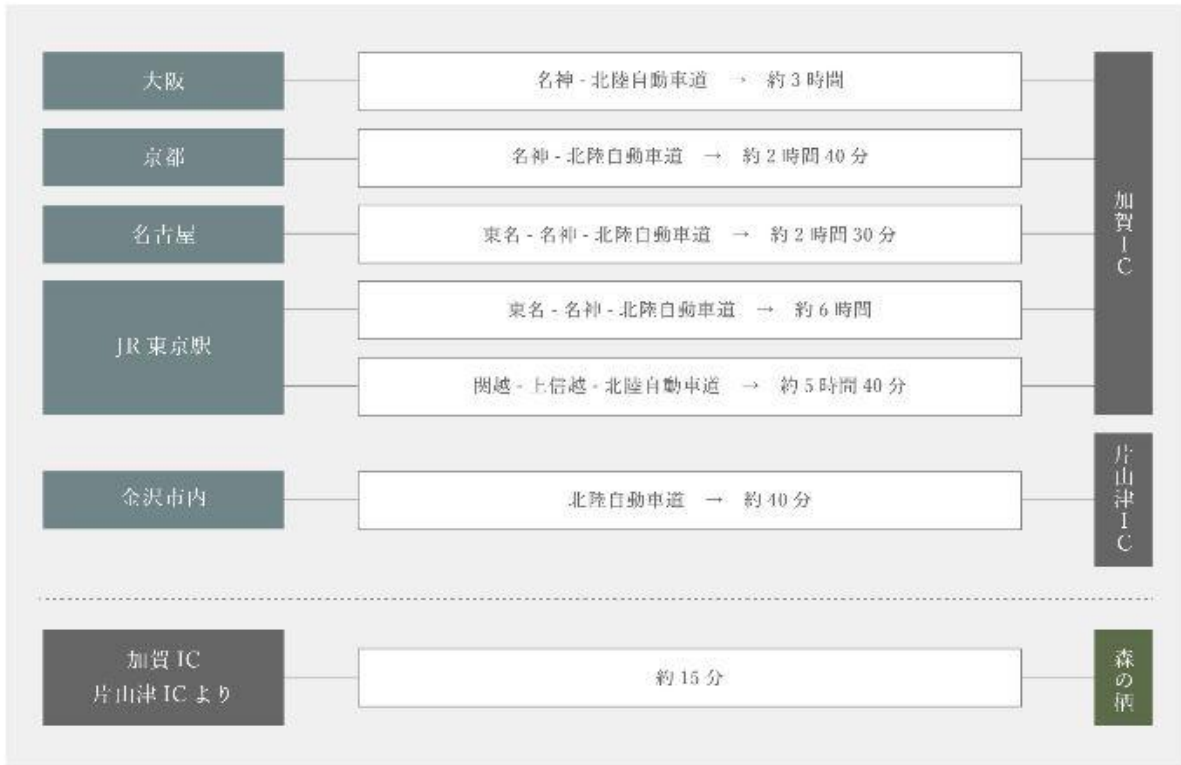 大阪
名神 - 北陸自動車道 → 約 3 時間
京都
名神 - 北陸自動車道 → 約 2 時間 40 分
名古屋
東名 - 名神 - 北陸自動車道 → 約 2 時間 30 分
JR 東京駅
東名 - 名神 - 北陸自動車道 → 約 6 時間
関越 - 上信越 - 北陸自動車道 → 約 5 時間 40 分
加賀IC
金沢市内
北陸自動車道 → 約 40 分
片山津IC
加賀 IC
片山津 IC より
約 15 分
森の栖